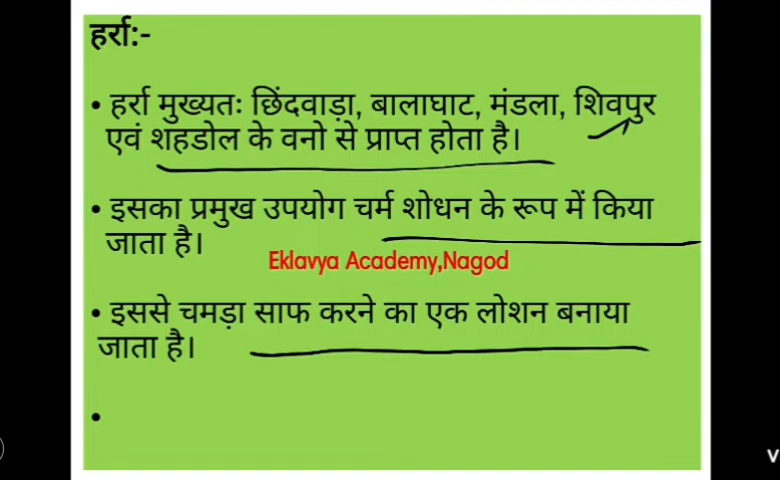 हर्रा:-
• हर्रा मुख्यतः छिंदवाड़ा, बालाघाट, मंडला, शिवपुर
एवं शहडोल के वनो से प्राप्त होता है।
• इसका प्रमुख उपयोग चर्म शोधन के रूप में किया
जाता है।
Eklavya Academy,Nagod
• इससे चमड़ा साफ करने का एक लोशन बनाया
जाता है।
•